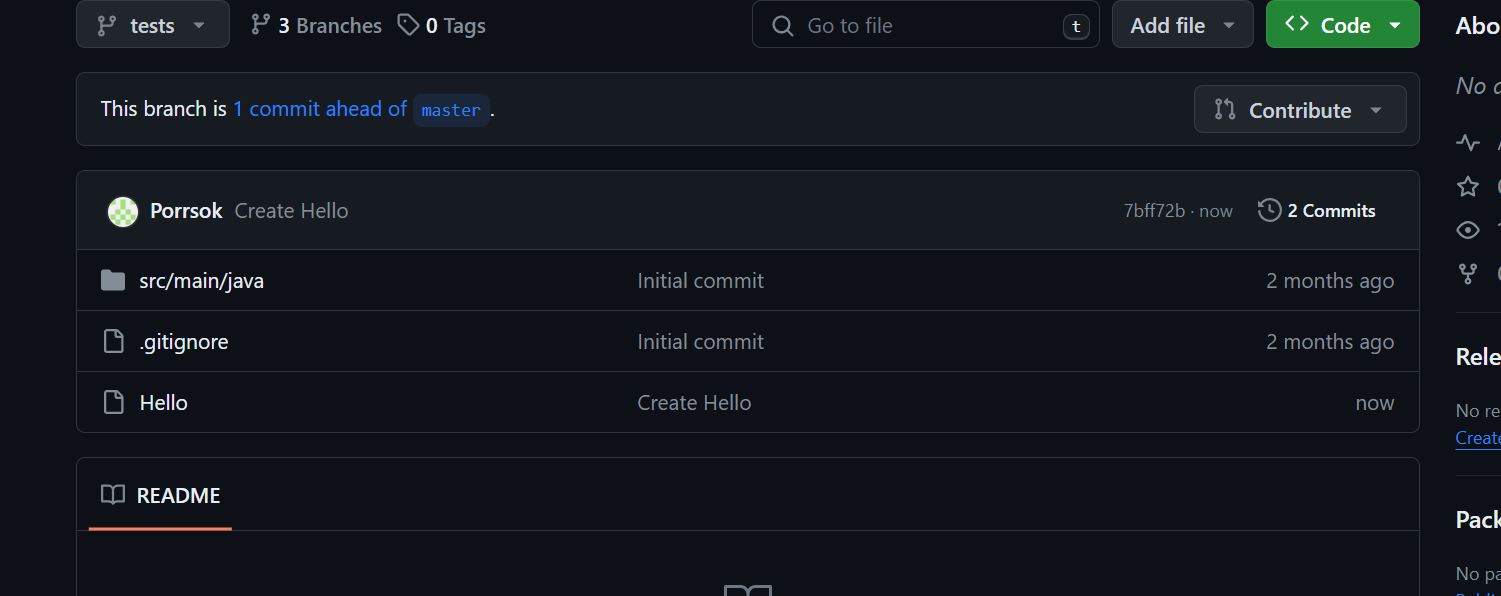 tests 3 Branches 0 Tags Go to file t Add file Code
This branch is 1 commit ahead of master .
Contribute
Porrsok Create Hello 7bff72b · now 2 Commits
src/main/java Initial commit 2 months ago
.gitignore Initial commit 2 months ago
Hello Create Hello now
README
Abo
No
Rele
No re
Create
Pack
No pa